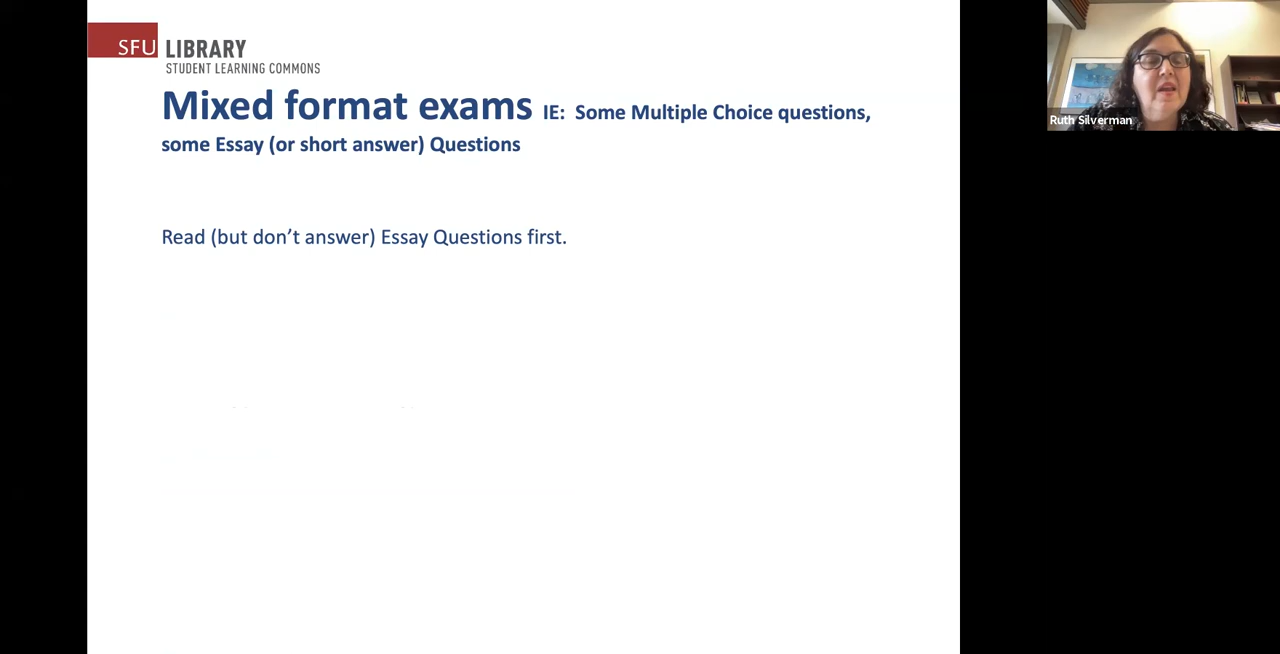 SFU LIBRARY
STUDENT LEARNING COMMONS
Mixed format exams IE: Some Multiple Choice questions,
some Essay (or short answer) Questions
Read (but don’t answer) Essay Questions first.
Ruth Silverman